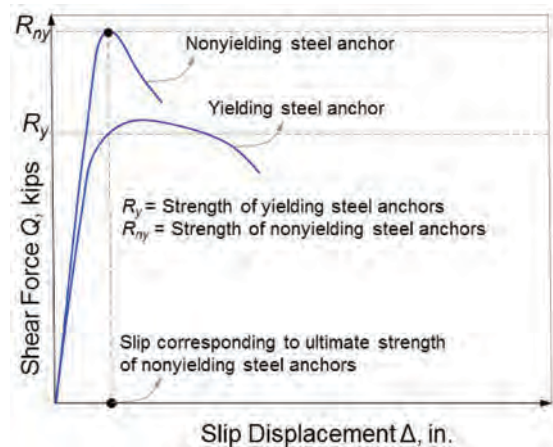 R_ny
Nonyielding steel anchor
Yielding steel anchor
R_y
R_y = Strength of yielding steel anchors
R_ny = Strength of nonyielding steel anchors
Shear Force Q, kips
Slip corresponding to ultimate strength
of nonyielding steel anchors
Slip Displacement Δ, in.